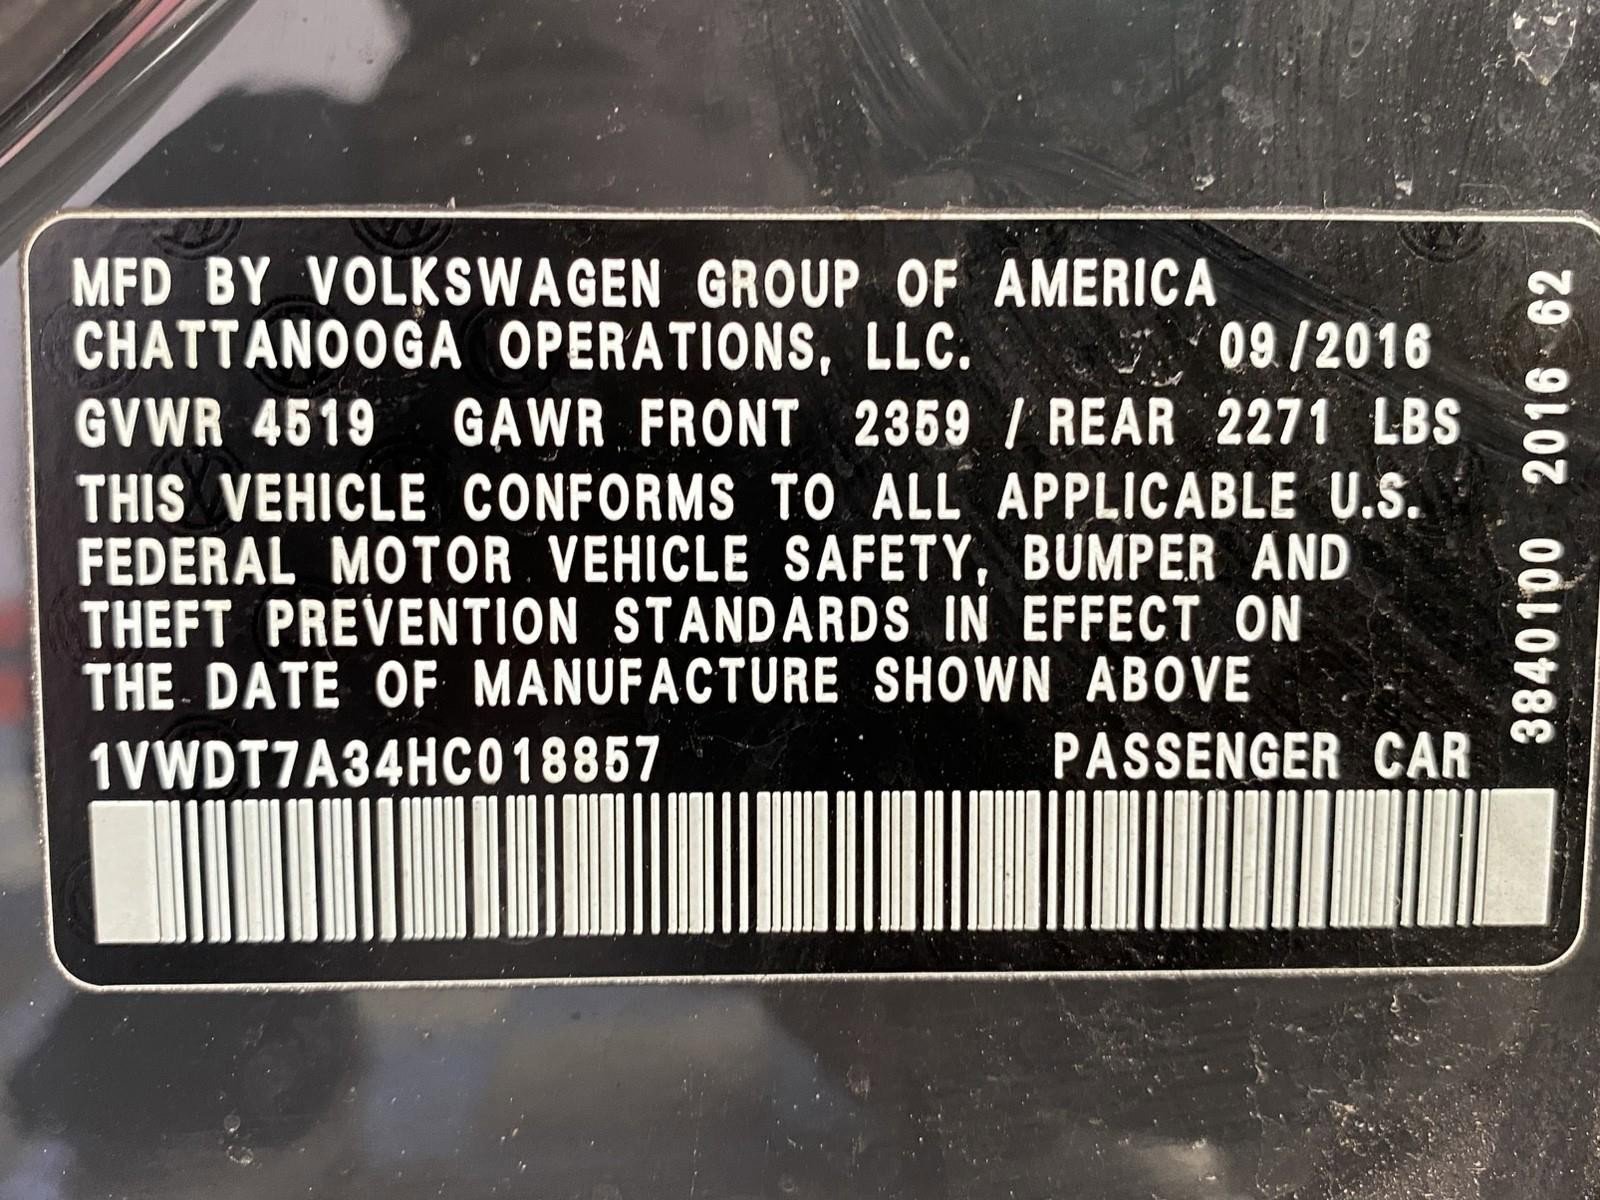 MFD BY VOLKSWAGEN GROUP OF AMERICA
CHATTANOOGA OPERATIONS, LLC. 09/2016
GVWR 4519 GAWR FRONT 2359 / REAR 2271 LBS
THIS VEHICLE CONFORMS TO ALL APPLICABLE U.S.
FEDERAL MOTOR VEHICLE SAFETY, BUMPER AND
THEFT PREVENTION STANDARDS IN EFFECT ON
THE DATE OF MANUFACTURE SHOWN ABOVE
1VWDT7A34HC018857 PASSENGER CAR
3840100 2016 62